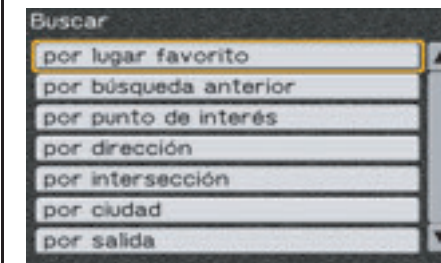 Buscar
por lugar favorito
por búsqueda anterior
por punto de interés
por dirección
por intersección
por ciudad
por salida